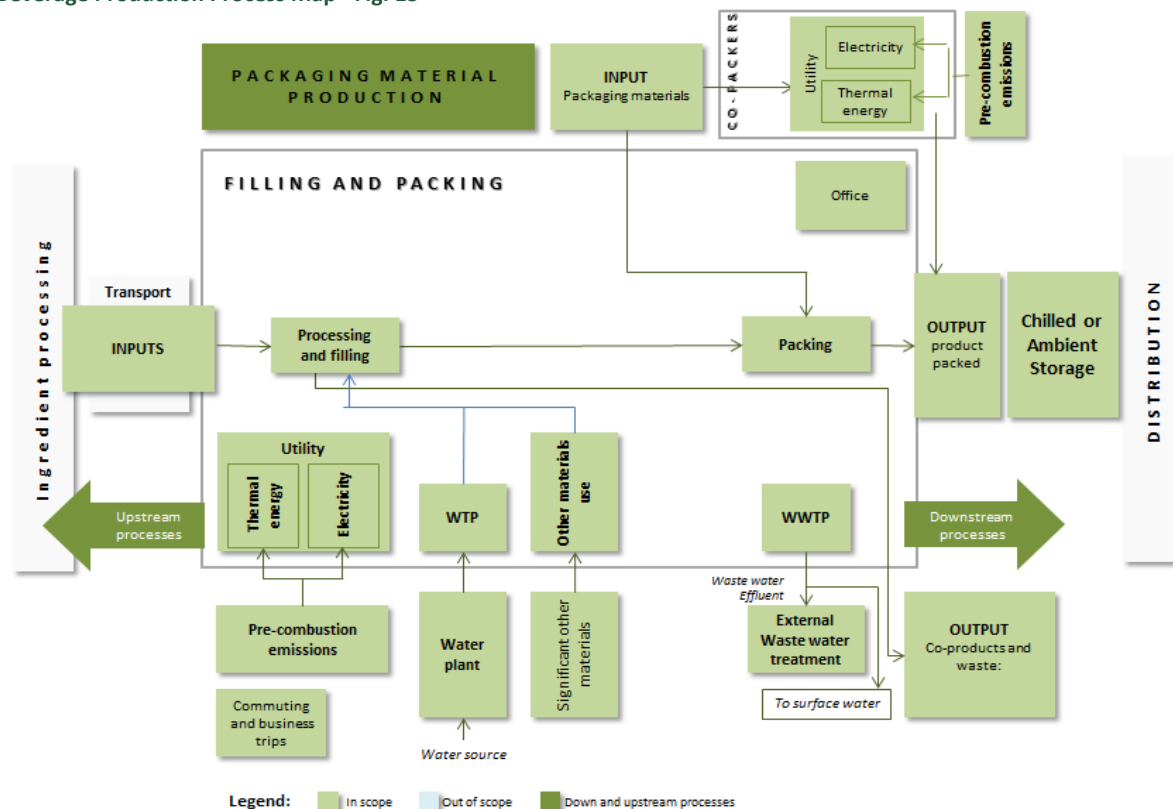 PACKAGING MATERIAL
PRODUCTION
INPUT
Packaging materials
CO-PACKERS
Utility
Electricity
Thermal
energy
Pre-combustion
emissions
FILLING AND PACKING
Office
Ingredient processing
Transport
INPUTS
Processing
and filling
Packing
OUTPUT
product
packed
Chilled or
Ambient
Storage
DISTRIBUTION
Utility
Thermal
energy
Electricity
WTP
Other materials
use
WWTP
Upstream
processes
Downstream
processes
Waste water
Effluent
Pre-combustion
emissions
Water
plant
Significant other
materials
External
Waste water
treatment
OUTPUT
Co-products and
waste:
Commuting
and business
trips
To surface water
Water source
Legend:
In scope
Out of scope
Down and upstream processes